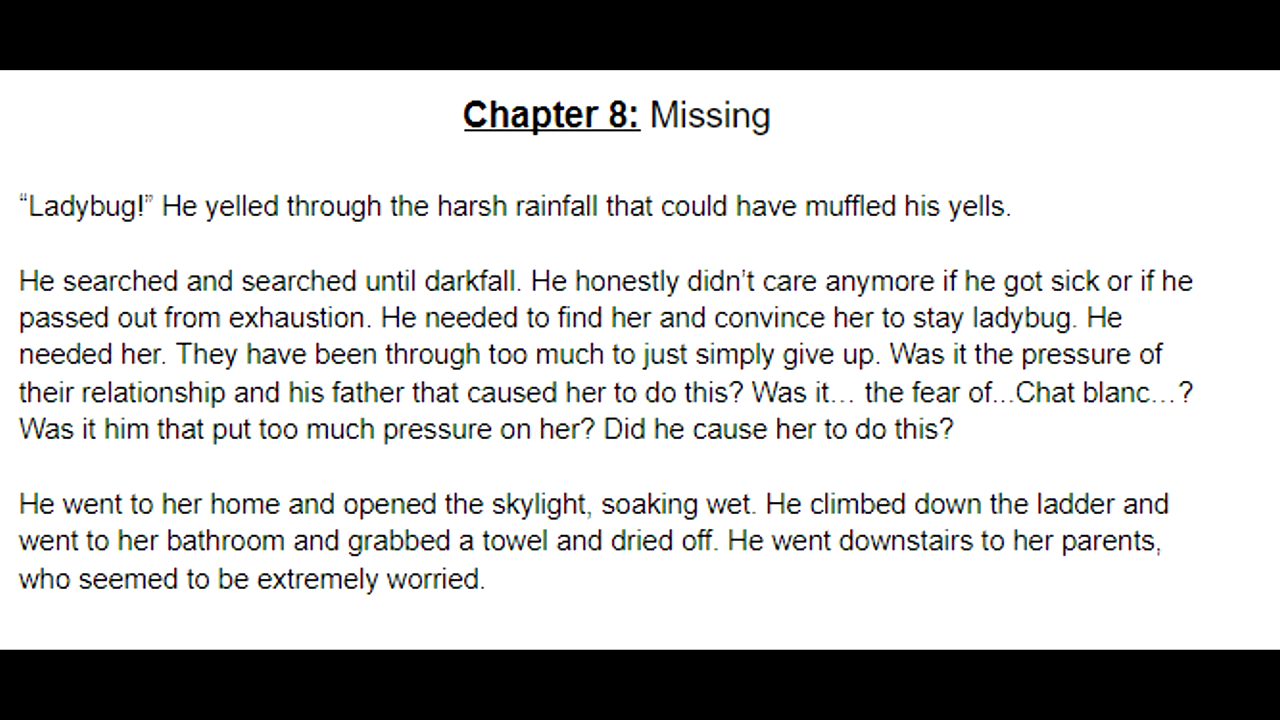 Chapter 8: Missing
“Ladybug!” He yelled through the harsh rainfall that could have muffled his yells.
He searched and searched until darkfall. He honestly didn’t care anymore if he got sick or if he
passed out from exhaustion. He needed to find her and convince her to stay ladybug. He
needed her. They have been through too much to just simply give up. Was it the pressure of
their relationship and his father that caused her to do this? Was it… the fear of...Chat blanc…?
Was it him that put too much pressure on her? Did he cause her to do this?
He went to her home and opened the skylight, soaking wet. He climbed down the ladder and
went to her bathroom and grabbed a towel and dried off. He went downstairs to her parents,
who seemed to be extremely worried.